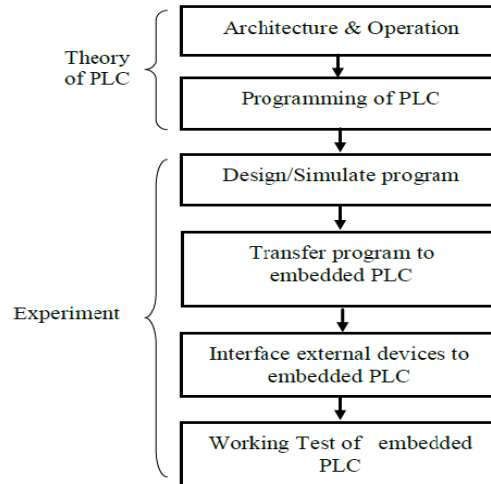 Architecture & Operation
Theory
of PLC
Programming of PLC
Design/Simulate program
Transfer program to
embedded PLC
Experiment
Interface external devices to
embedded PLC
Working Test of embedded
PLC